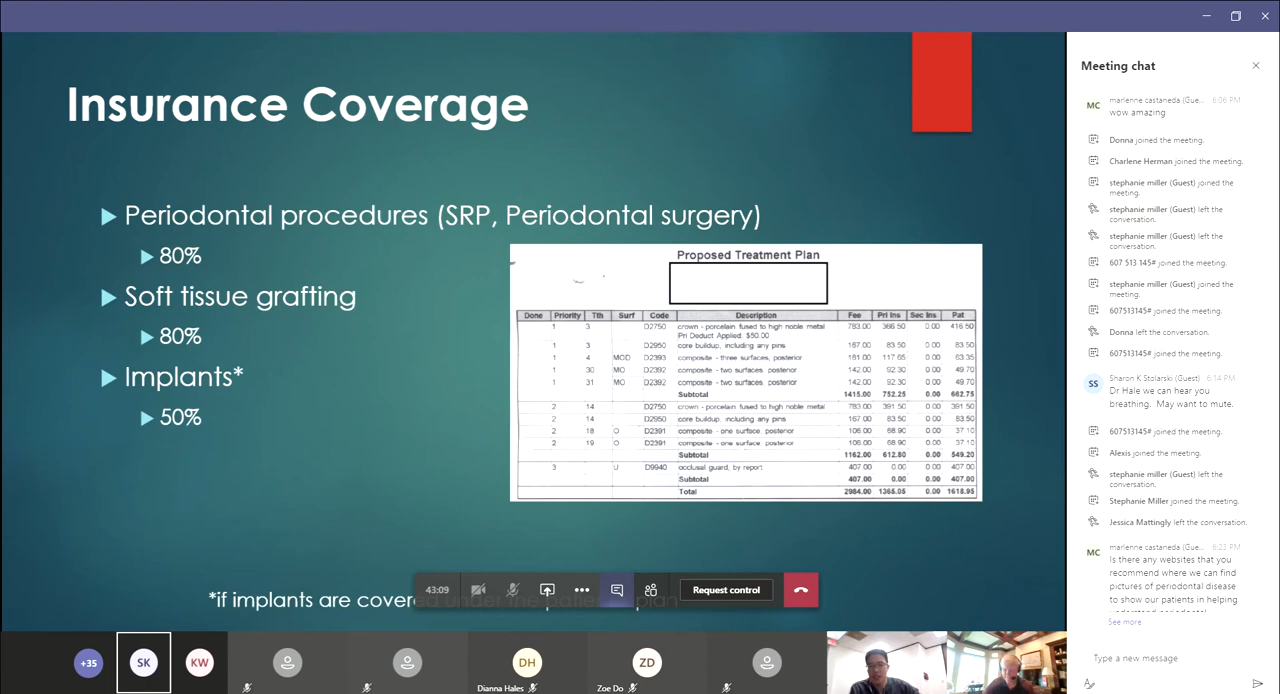 Insurance Coverage
Periodontal procedures (SRP, Periodontal surgery)
80%
Soft tissue grafting
80%
Implants*
50%
Proposed Treatment Plan
Done Priority Tth Surf Code Description Fee Pri Ins Sec Ins Pat
1 3 D2750 crown - porcelain fused to high noble metal 783.00 366.50 0.00 416.50
Pri Deduct Applied: $50.00
1 3 D2950 core buildup, including any pins 167.00 83.50 0.00 83.50
1 4 MOD D2393 composite - three surfaces, posterior 181.00 117.65 0.00 63.35
1 30 MO D2392 composite - two surfaces, posterior 142.00 92.30 0.00 49.70
1 31 MO D2392 composite - two surfaces, posterior 142.00 92.30 0.00 49.70
Subtotal 1415.00 752.25 0.00 662.75
2 14 D2750 crown - porcelain fused to high noble metal 783.00 391.50 0.00 391.50
2 14 D2950 core buildup, including any pins 167.00 83.50 0.00 83.50
2 18 O D2391 composite - one surface, posterior 106.00 68.90 0.00 37.10
2 19 O D2391 composite - one surface, posterior 106.00 68.90 0.00 37.10
Subtotal 1162.00 612.80 0.00 549.20
3 U D9940 occlusal guard, by report 407.00 0.00 0.00 407.00
Subtotal 407.00 0.00 0.00 407.00
Total 2984.00 1365.05 0.00 1618.95
*if implants are covered under the patient's plan
43:09
Request control
+35
SK
KW
DH
Dianna Hales
ZD
Zoe Do
Meeting chat
MC
marlenne castaneda (Gue... 6:06 PM
wow amazing
Donna joined the meeting.
Charlene Herman joined the meeting.
stephanie miller (Guest) joined the
meeting.
stephanie miller (Guest) left the
conversation.
stephanie miller (Guest) left the
conversation.
607 513 145# joined the meeting.
stephanie miller (Guest) joined the
meeting.
607513145# joined the meeting.
Donna left the conversation.
607513145# joined the meeting.
SS
Sharon K Stolarski (Guest) 6:14 PM
Dr Hale we can hear you
breathing. May want to mute.
607513145# joined the meeting.
Alexis joined the meeting.
stephanie miller (Guest) left the
conversation.
Stephanie Miller joined the meeting.
Jessica Mattingly left the conversation.
MC
marlenne castaneda (Gue... 6:23 PM
Is there any websites that you
recommend where we can find
pictures of periodontal disease
to show our patients in helping
understand periodontal
See more
Type a new message